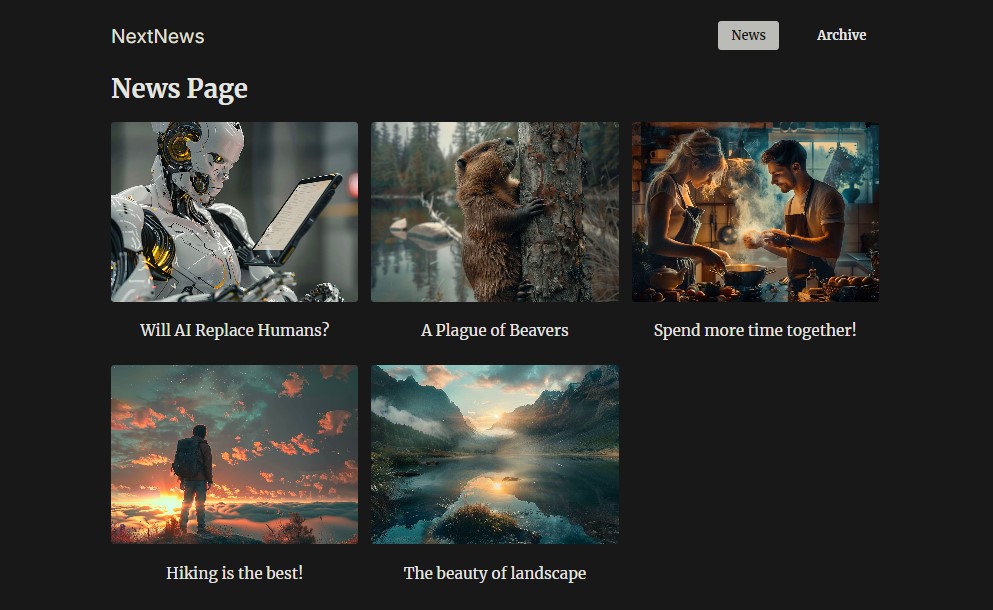 NextNews
News
Archive
News Page
Will AI Replace Humans?
A Plague of Beavers
Spend more time together!
Hiking is the best!
The beauty of landscape